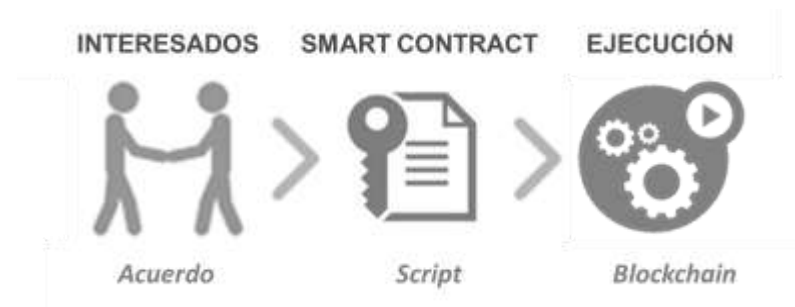 INTERESADOS SMART CONTRACT EJECUCIÓN
Acuerdo Script Blockchain